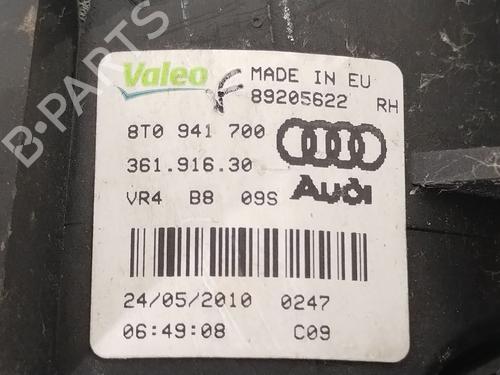 B-PARTS
Valeo
F
MADE IN EU
89205622 RH
8T0 941 700
361.916.30
Audi
VR4 B8 09S
24/05/2010 0247
06:49:08 C09